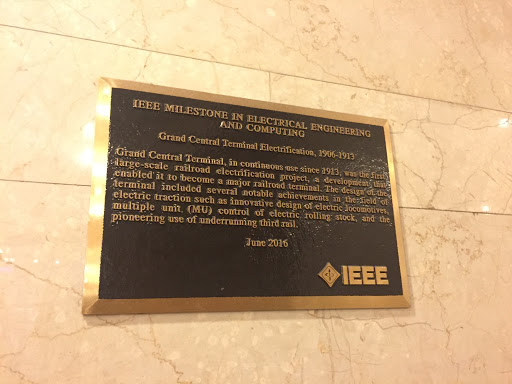 IEEE MILESTONE IN ELECTRICAL ENGINEERING
AND COMPUTING
Grand Central Terminal Electrification, 1906-1913
Grand Central Terminal, in continuous use since 1913, was the first
large-scale railroad electrification project, a development that
enabled it to become a major railroad terminal. The design of the
terminal included several notable achievements in the field of
electric traction such as innovative design of electric locomotives,
multiple unit (MU) control of electric rolling stock, and the
pioneering use of underrunning third rail.
June 2016
IEEE